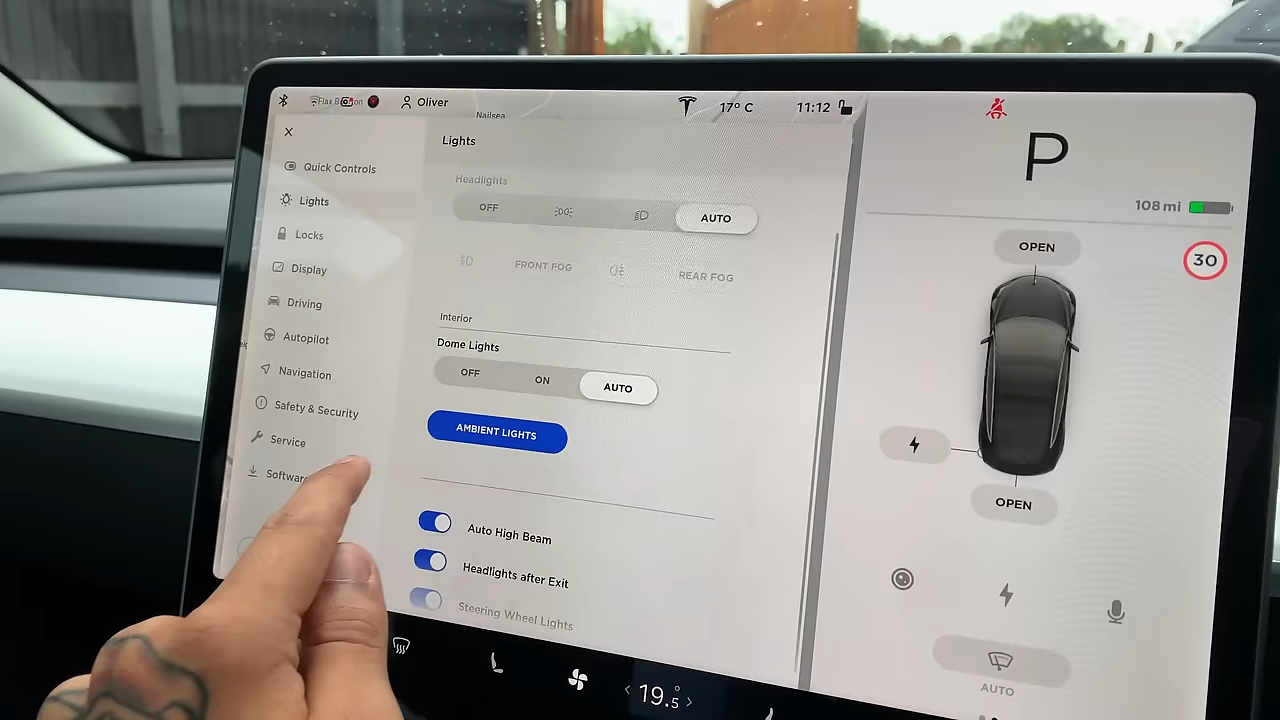 Oliver
Nailsea
17° C
11:12
Quick Controls
Lights
Locks
Display
Driving
Autopilot
Navigation
Safety & Security
Service
Software
Lights
Headlights
OFF
AUTO
FRONT FOG
REAR FOG
Interior
Dome Lights
OFF ON AUTO
AMBIENT LIGHTS
Auto High Beam
Headlights after Exit
Steering Wheel Lights
P
108 mi
OPEN
30
OPEN
AUTO
19.5°